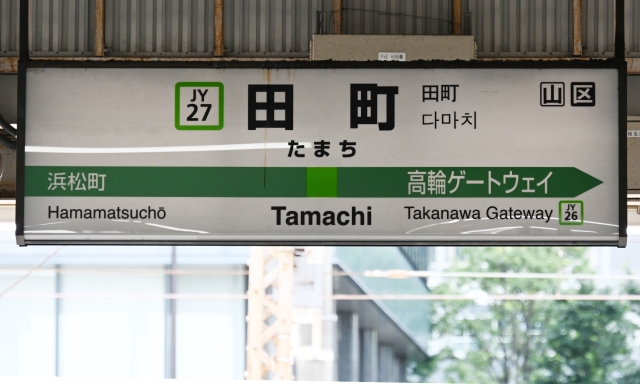 JY
27
田町
田町
다마치
山 区
たまち
浜松町
高輪ゲートウェイ
Hamamatsuchō
Tamachi
Takanawa Gateway
JY
26